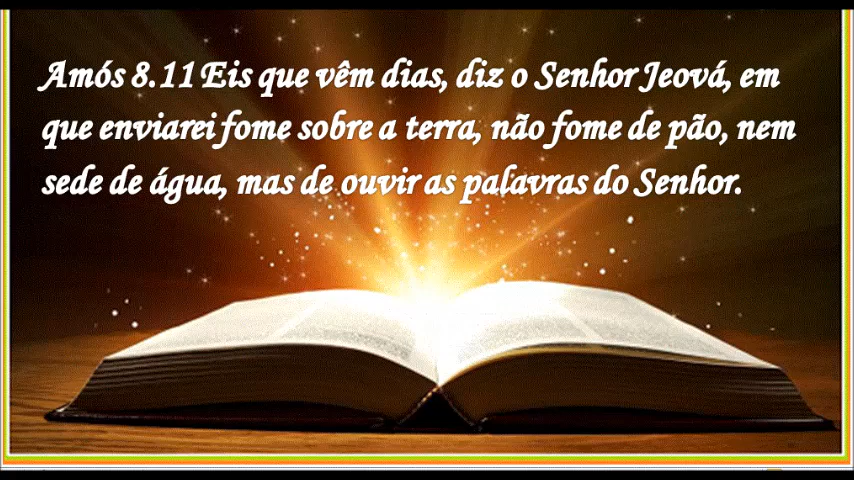 Amós 8.11 Eis que vêm dias, diz o Senhor Jeová, em
que enviarei fome sobre a terra, não fome de pão, nem
sede de água, mas de ouvir as palavras do Senhor.